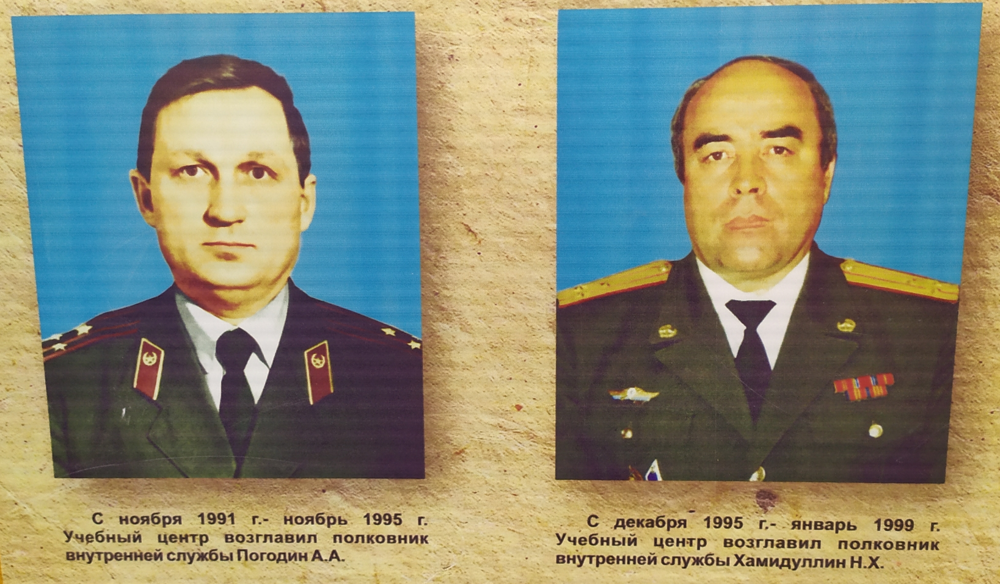 С ноября 1991 г.- ноябрь 1995 г.
Учебный центр возглавил полковник
внутренней службы Погодин А.А.
С декабря 1995 г.- январь 1999 г.
Учебный центр возглавил полковник
внутренней службы Хамидуллин Н.Х.